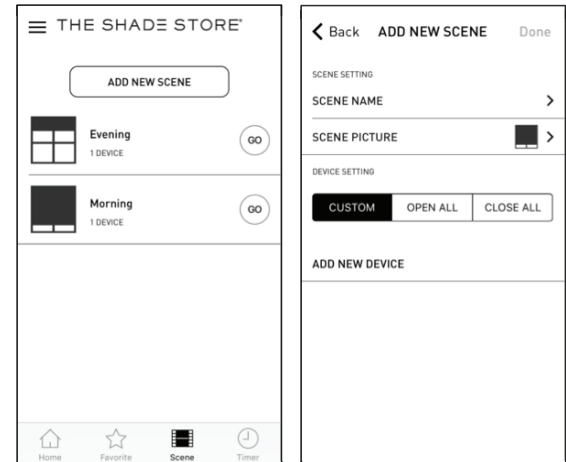 THE SHADE STORE®
ADD NEW SCENE
Evening
1 DEVICE
GO
Morning
1 DEVICE
GO
Home
Favorite
Scene
Timer
Back
ADD NEW SCENE
Done
SCENE SETTING
SCENE NAME
SCENE PICTURE
DEVICE SETTING
CUSTOM
OPEN ALL
CLOSE ALL
ADD NEW DEVICE